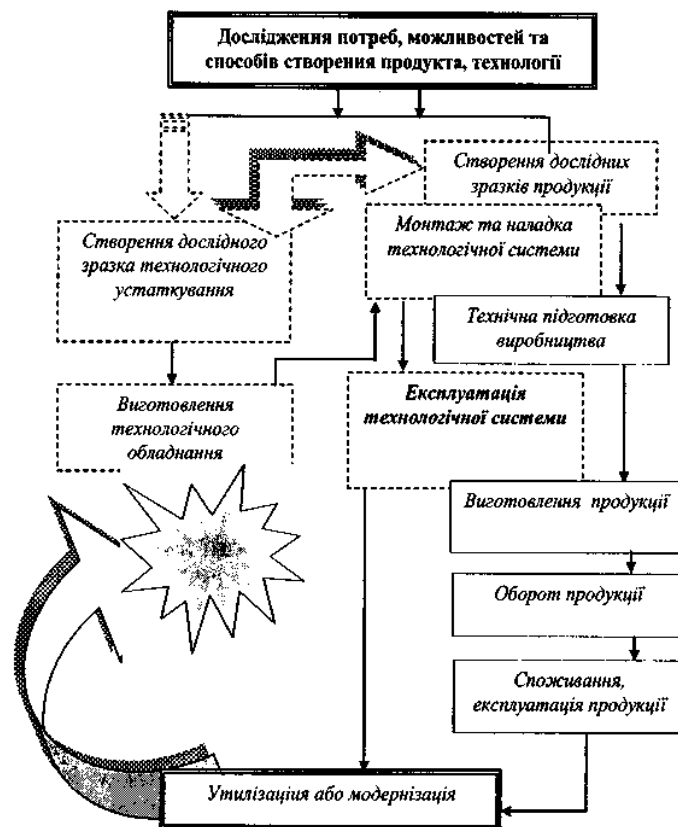 Дослідження потреб, можливостей та
способів створення продукта, технології
Створення дослідних
зразків продукції
Монтаж та наладка
технологічної системи
Створення дослідного
зразка технологічного
устаткування
Технічна підготовка
виробництва
Виготовлення
технологічного
обладнання
Експлуатація
технологічної системи
Виготовлення продукції
Оборот продукції
Споживання,
експлуатація продукції
Утилізаціия або модернізація